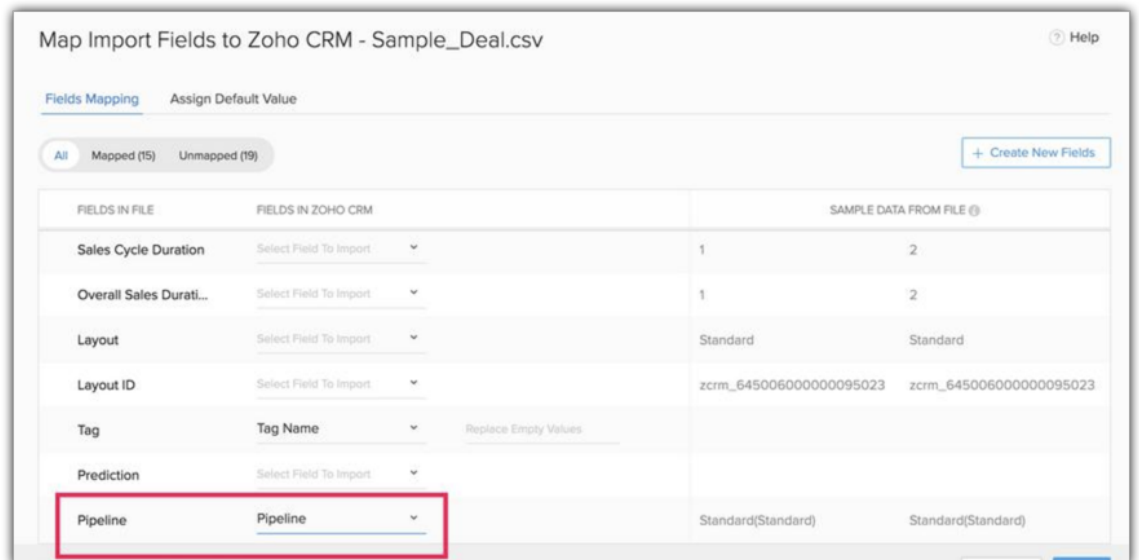 Map Import Fields to Zoho CRM - Sample_Deal.csv
? Help
Fields Mapping Assign Default Value
All Mapped (15) Unmapped (19)
+ Create New Fields
FIELDS IN FILE FIELDS IN ZOHO CRM SAMPLE DATA FROM FILE
Sales Cycle Duration Select Field To Import 1 2
Overall Sales Durati... Select Field To Import 1 2
Layout Select Field To Import Standard Standard
Layout ID Select Field To Import zcrm_645006000000095023 zcrm_645006000000095023
Tag Tag Name Replace Empty Values
Prediction Select Field To Import
Pipeline Pipeline Standard(Standard) Standard(Standard)